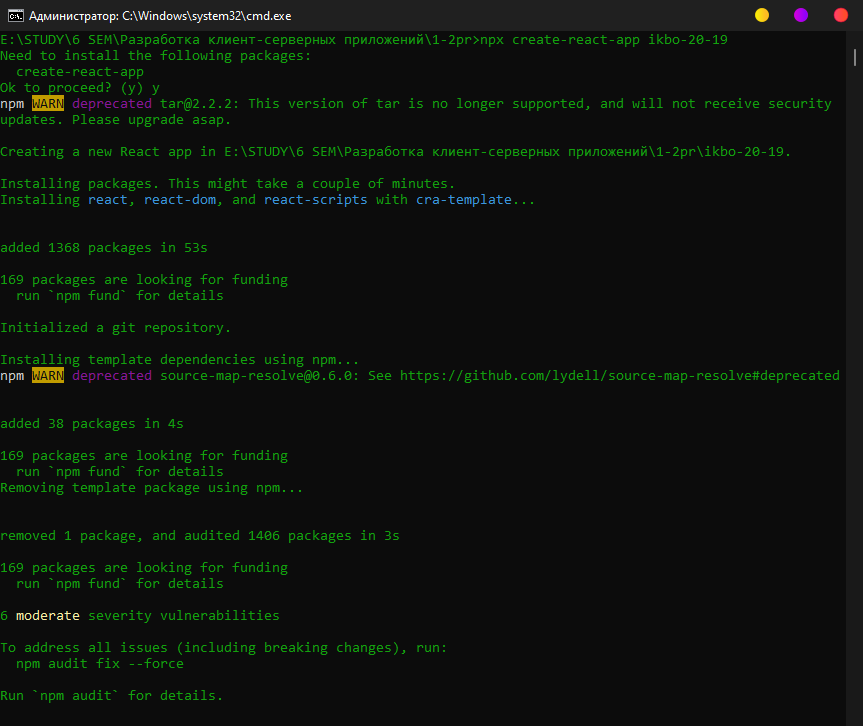 Администратор: C:\Windows\system32\cmd.exe
E:\STUDY\6 SEM\Разработка клиент-серверных приложений\1-2pr>npx create-react-app ikbo-20-19
Need to install the following packages:
  create-react-app
Ok to proceed? (y) y
npm WARN deprecated tar@2.2.2: This version of tar is no longer supported, and will not receive security
updates. Please upgrade asap.
Creating a new React app in E:\STUDY\6 SEM\Разработка клиент-серверных приложений\1-2pr\ikbo-20-19.
Installing packages. This might take a couple of minutes.
Installing react, react-dom, and react-scripts with cra-template...
added 1368 packages in 53s
169 packages are looking for funding
  run `npm fund` for details
Initialized a git repository.
Installing template dependencies using npm...
npm WARN deprecated source-map-resolve@0.6.0: See https://github.com/lydell/source-map-resolve#deprecated
added 38 packages in 4s
169 packages are looking for funding
  run `npm fund` for details
Removing template package using npm...
removed 1 package, and audited 1406 packages in 3s
169 packages are looking for funding
  run `npm fund` for details
6 moderate severity vulnerabilities
To address all issues (including breaking changes), run:
  npm audit fix --force
Run `npm audit` for details.